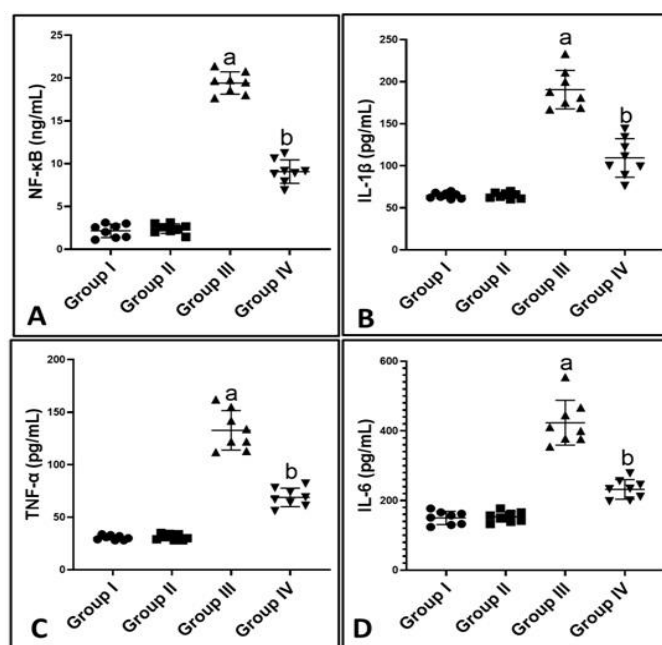 NF-κB (ng/mL)
25
20
15
10
5
0
a
b
Group I
Group II
Group III
Group IV
A
IL-1β (pg/mL)
250
200
150
100
50
0
a
b
Group I
Group II
Group III
Group IV
B
TNF-α (pg/mL)
200
150
100
50
0
a
b
Group I
Group II
Group III
Group IV
C
IL-6 (pg/mL)
600
400
200
0
a
b
Group I
Group II
Group III
Group IV
D